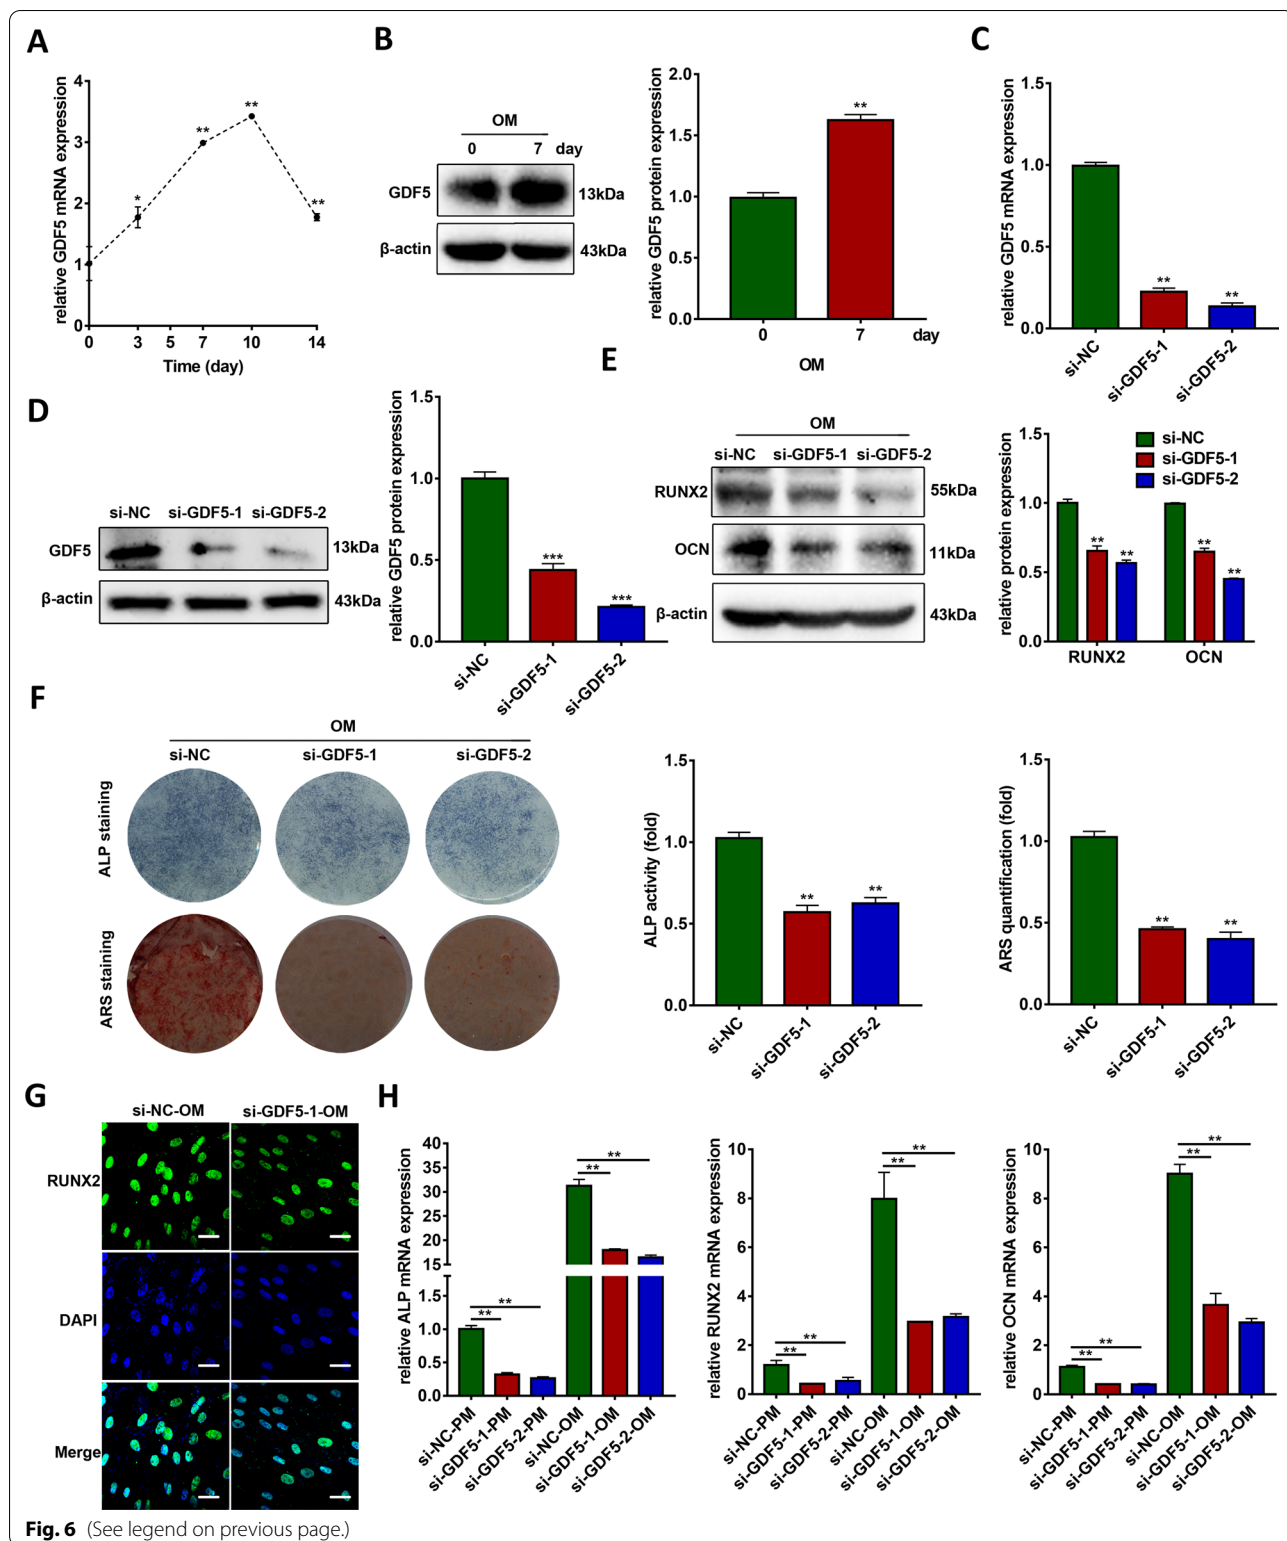 A
relative GDF5 mRNA expression
4
3
2
1
0
*
**
**
**
0 3 5 7 10 14
Time (day)
B
OM
0 7 day
GDF5 13kDa
β-actin 43kDa
relative GDF5 protein expression
2.0
1.5
1.0
0.5
0.0
**
0 7 day
OM
C
relative GDF5 mRNA expression
1.5
1.0
0.5
0.0
**
**
si-NC
si-GDF5-1
si-GDF5-2
D
si-NC si-GDF5-1 si-GDF5-2
GDF5 13kDa
β-actin 43kDa
relative GDF5 protein expression
1.5
1.0
0.5
0.0
***
***
si-NC
si-GDF5-1
si-GDF5-2
E
OM
si-NC si-GDF5-1 si-GDF5-2
RUNX2 55kDa
OCN 11kDa
β-actin 43kDa
relative protein expression
1.5
1.0
0.5
0.0
si-NC
si-GDF5-1
si-GDF5-2
** **
** **
RUNX2 OCN
F
OM
si-NC si-GDF5-1 si-GDF5-2
ALP staining
ARS staining
ALP activity (fold)
1.5
1.0
0.5
0.0
**
**
si-NC
si-GDF5-1
si-GDF5-2
ARS quantification (fold)
1.5
1.0
0.5
0.0
**
**
si-NC
si-GDF5-1
si-GDF5-2
G
si-NC-OM si-GDF5-1-OM
RUNX2
DAPI
Merge
H
relative ALP mRNA expression
40
35
30
25
20
15
1.5
1.0
0.5
0.0
**
**
**
**
si-NC-PM
si-GDF5-1-PM
si-GDF5-2-PM
si-NC-OM
si-GDF5-1-OM
si-GDF5-2-OM
relative RUNX2 mRNA expression
10
8
6
4
2
0
**
**
**
**
si-NC-PM
si-GDF5-1-PM
si-GDF5-2-PM
si-NC-OM
si-GDF5-1-OM
si-GDF5-2-OM
relative OCN mRNA expression
10
8
6
4
2
0
**
**
**
**
si-NC-PM
si-GDF5-1-PM
si-GDF5-2-PM
si-NC-OM
si-GDF5-1-OM
si-GDF5-2-OM
Fig. 6 (See legend on previous page.)